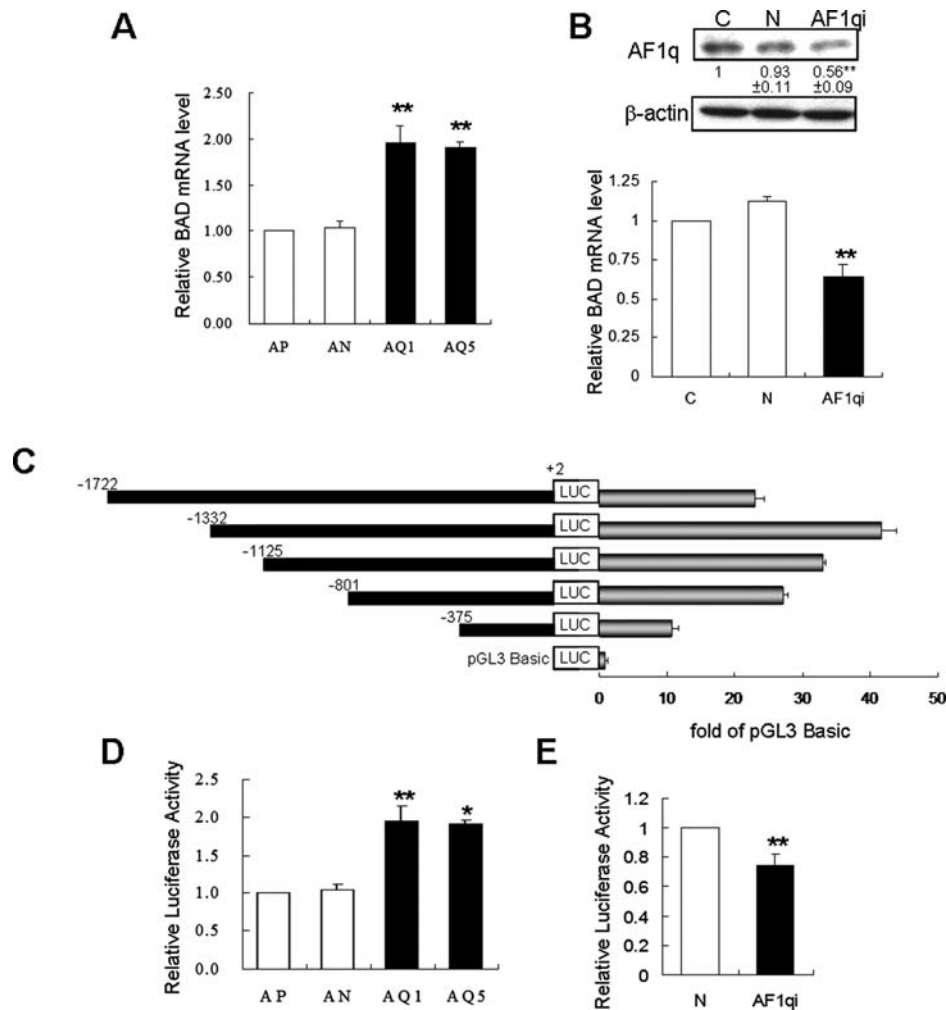 A
Relative BAD mRNA level
2.50
2.00
1.50
1.00
0.50
0.00
** **
AP AN AQ1 AQ5
B
C N AF1qi
AF1q
1 0.93 0.56**
±0.11 ±0.09
β-actin
Relative BAD mRNA level
1.25
1
0.75
0.5
0.25
0
**
C N AF1qi
C
+2
-1722 LUC
-1332 LUC
-1125 LUC
-801 LUC
-375 LUC
pGL3 Basic LUC
0 10 20 30 40 50
fold of pGL3 Basic
D
Relative Luciferase Activity
2.5
2.0
1.5
1.0
0.5
0.0
** *
AP AN AQ1 AQ5
E
Relative Luciferase Activity
1.2
1
0.8
0.6
0.4
0.2
0
**
N AF1qi